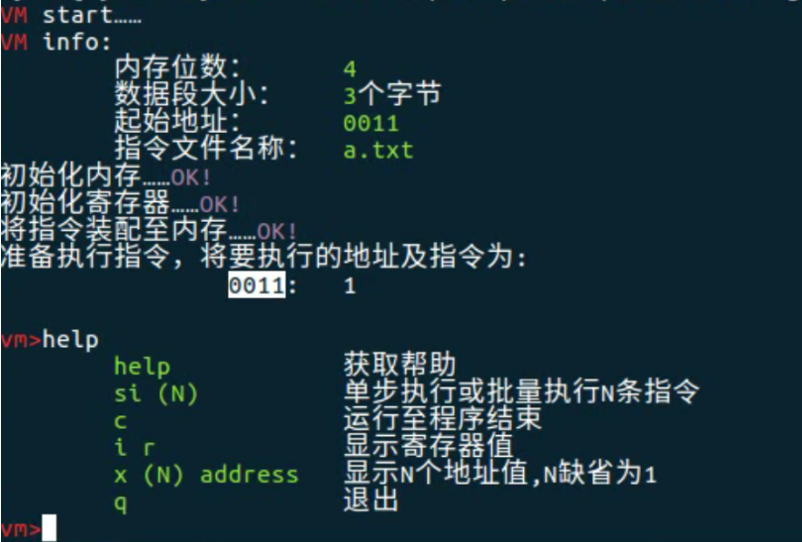 VM start……
VM info:
内存位数: 4
数据段大小: 3个字节
起始地址: 0011
指令文件名称: a.txt
初始化内存……OK!
初始化寄存器……OK!
将指令装配至内存……OK!
准备执行指令，将要执行的地址及指令为:
0011: 1
vm>help
help 获取帮助
si (N) 单步执行或批量执行N条指令
c 运行至程序结束
i r 显示寄存器值
x (N) address 显示N个地址值,N缺省为1
q 退出
vm>